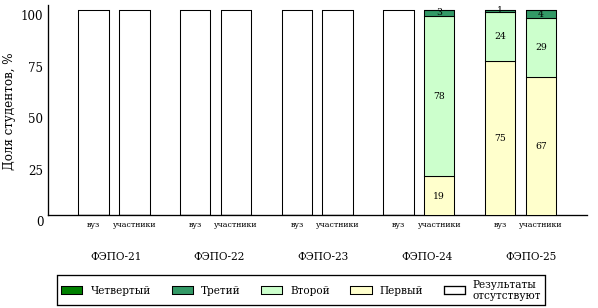 Доля студентов, %
100
75
50
25
0
3
78
19
1
24
75
4
29
67
вуз участники вуз участники вуз участники вуз участники вуз участники
ФЭПО-21 ФЭПО-22 ФЭПО-23 ФЭПО-24 ФЭПО-25
Четвертый Третий Второй Первый Результаты
отсутствуют